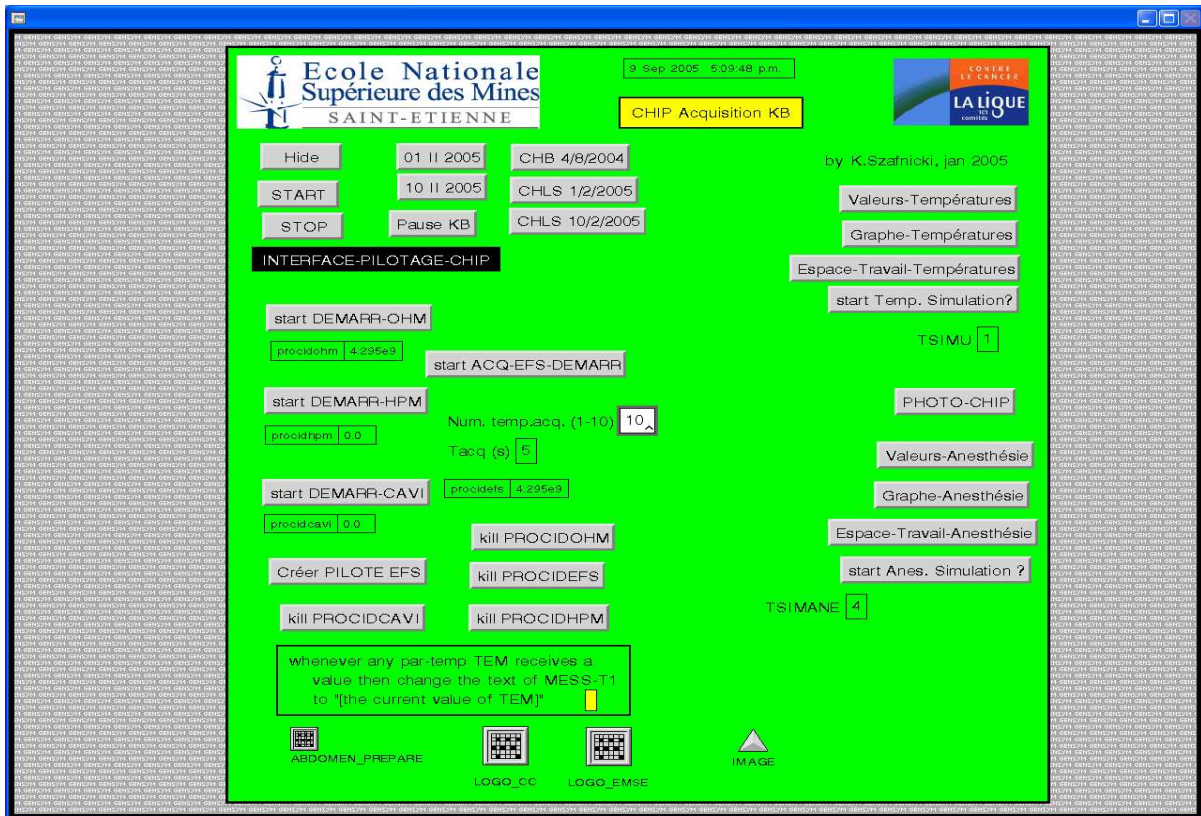 9 Sep 2005 5:09:48 p.m.
Ecole Nationale
Supérieure des Mines
SAINT-ETIENNE
CHIP Acquisition KB
CONTRE
LE CANCER
LA LIGUE
comités
by K.Szafnicki, jan 2005
Hide
01 II 2005
CHB 4/8/2004
START
10 II 2005
CHLS 1/2/2005
STOP
Pause KB
CHLS 10/2/2005
INTERFACE-PILOTAGE-CHIP
Valeurs-Températures
Graphe-Températures
Espace-Travail-Températures
start Temp. Simulation?
TSIMU 1
start DEMARR-OHM
procidohm 4.295e9
start ACQ-EFS-DEMARR
start DEMARR-HPM
procidhpm 0.0
Num. temp.acq. (1-10) 10
Tacq (s) 5
PHOTO-CHIP
start DEMARR-CAVI
procidefs 4.295e9
procidcavi 0.0
Valeurs-Anesthésie
Graphe-Anesthésie
Espace-Travail-Anesthésie
start Anes. Simulation ?
TSIMANE 4
kill PROCIDOHM
Créer PILOTE EFS
kill PROCIDEFS
kill PROCIDCAVI
kill PROCIDHPM
whenever any par-temp TEM receives a
value then change the text of MESS-T1
to "[the current value of TEM]"
ABDOMEN_PREPARE
LOGO_CC
LOGO_EMSE
IMAGE